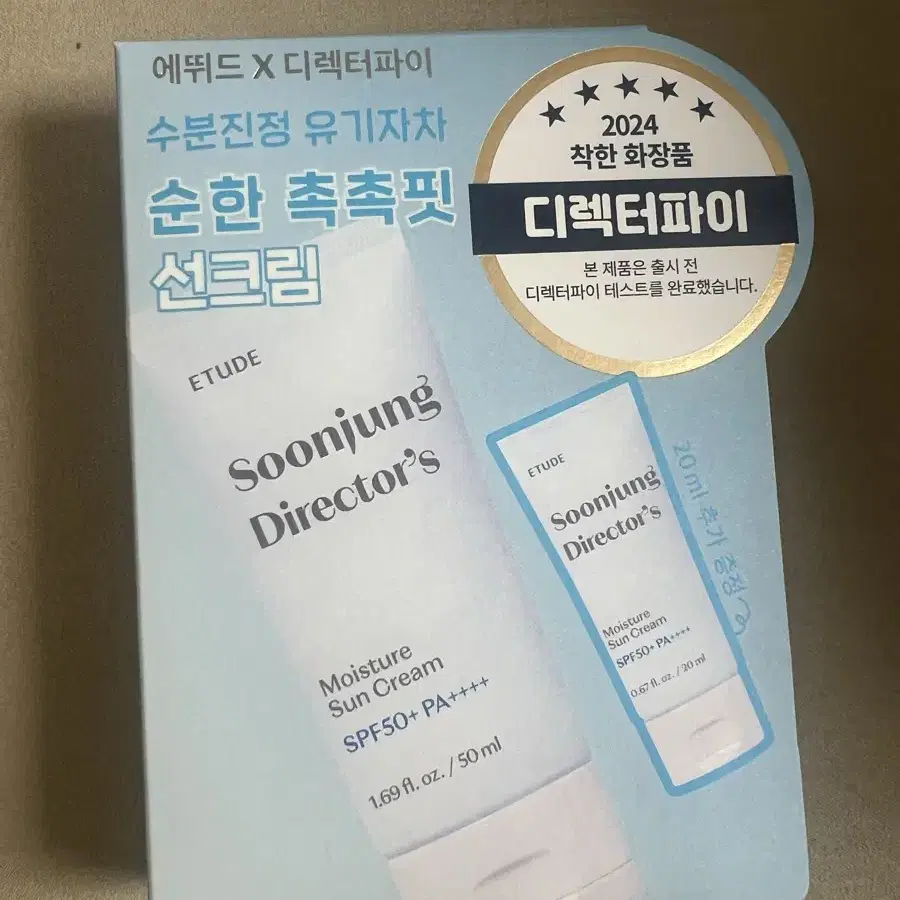 에뛰드 X 디렉터파이
수분진정 유기자차
순한 촉촉핏
선크림
2024
착한 화장품
디렉터파이
본 제품은 출시 전
디렉터파이 테스트를 완료했습니다.
ETUDE
Soonjung
Director's
Moisture
Sun Cream
SPF50+ PA++++
1.69 fl. oz. / 50 ml
ETUDE
Soonjung
Director's
Moisture
Sun Cream
SPF50+ PA++++
0.67 fl. oz. / 20 ml
20ml 추가 증정